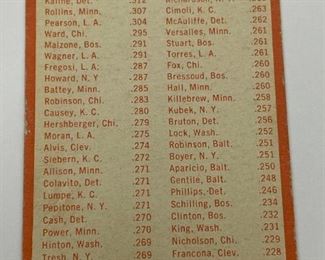 Kaline, Det. .312
Rollins, Minn. .307
Pearson, L. A. .304
Ward, Chi. .295
Malzone, Bos. .291
Wagner, L. A. .291
Fregosi, L. A. .287
Howard, N. Y .287
Battey, Minn. .285
Robinson, Chi. .283
Causey, K. C. .280
Hershberger, Chi. .279
Moran, L. A. .275
Alvis, Clev. .274
Siebern, K. C. .272
Allison, Minn. .271
Colavito, Det. .271
Lumpe, K. C. .271
Pepitone, N. Y. .271
Cash, Det. .270
Power, Minn. .270
Hinton, Wash. .269
Tresh, N. Y. .269
Cimoli, K. C. .263
McAuliffe, Det. .262
Versalles, Minn. .261
Stuart, Bos. .261
Torres, L. A. .261
Fox, Chi. .260
Bressoud, Bos. .260
Hall, Minn. .260
Killebrew, Minn. .258
Kubek, N. Y. .257
Bruton, Det. .256
Lock, Wash. .252
Robinson, Balt. .251
Boyer, N. Y. .251
Aparicio, Balt. .250
Gentile, Balt. .248
Phillips, Det. .246
Schilling, Bos. .234
Clinton, Bos. .232
King, Wash. .231
Nicholson, Chi. .229
Francona, Clev. .228